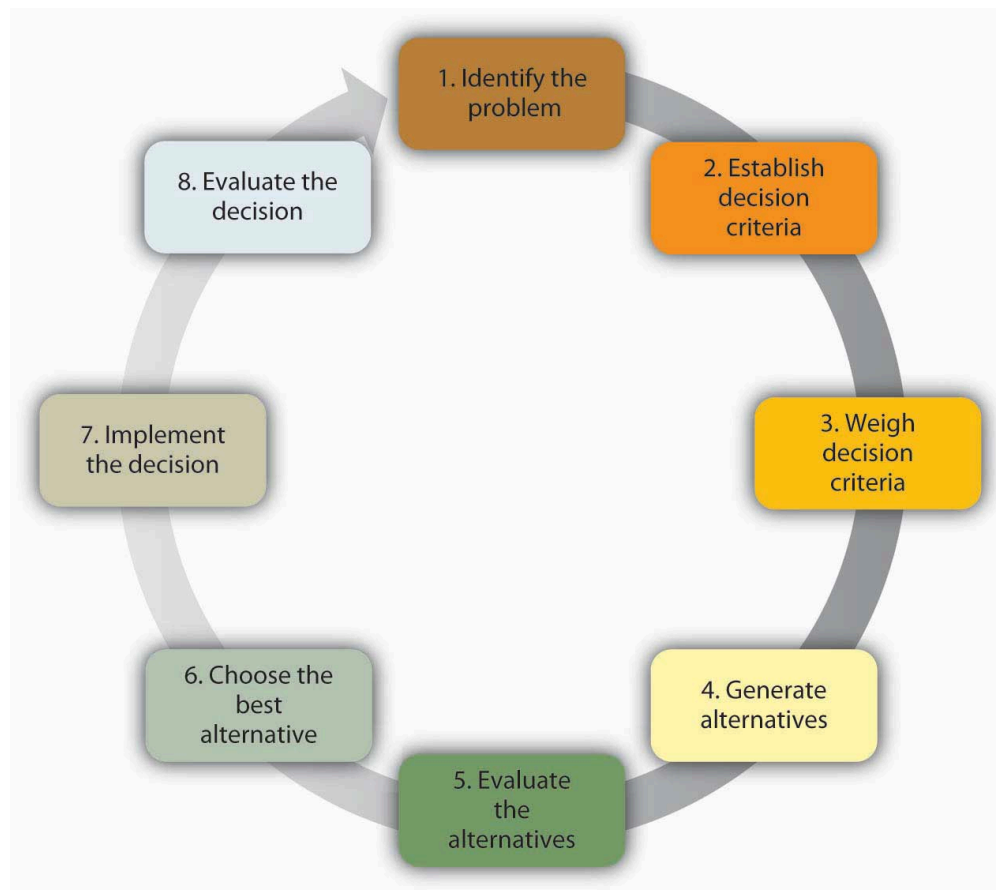 1. Identify the
problem
2. Establish
decision
criteria
3. Weigh
decision
criteria
4. Generate
alternatives
5. Evaluate
the
alternatives
6. Choose the
best
alternative
7. Implement
the decision
8. Evaluate the
decision